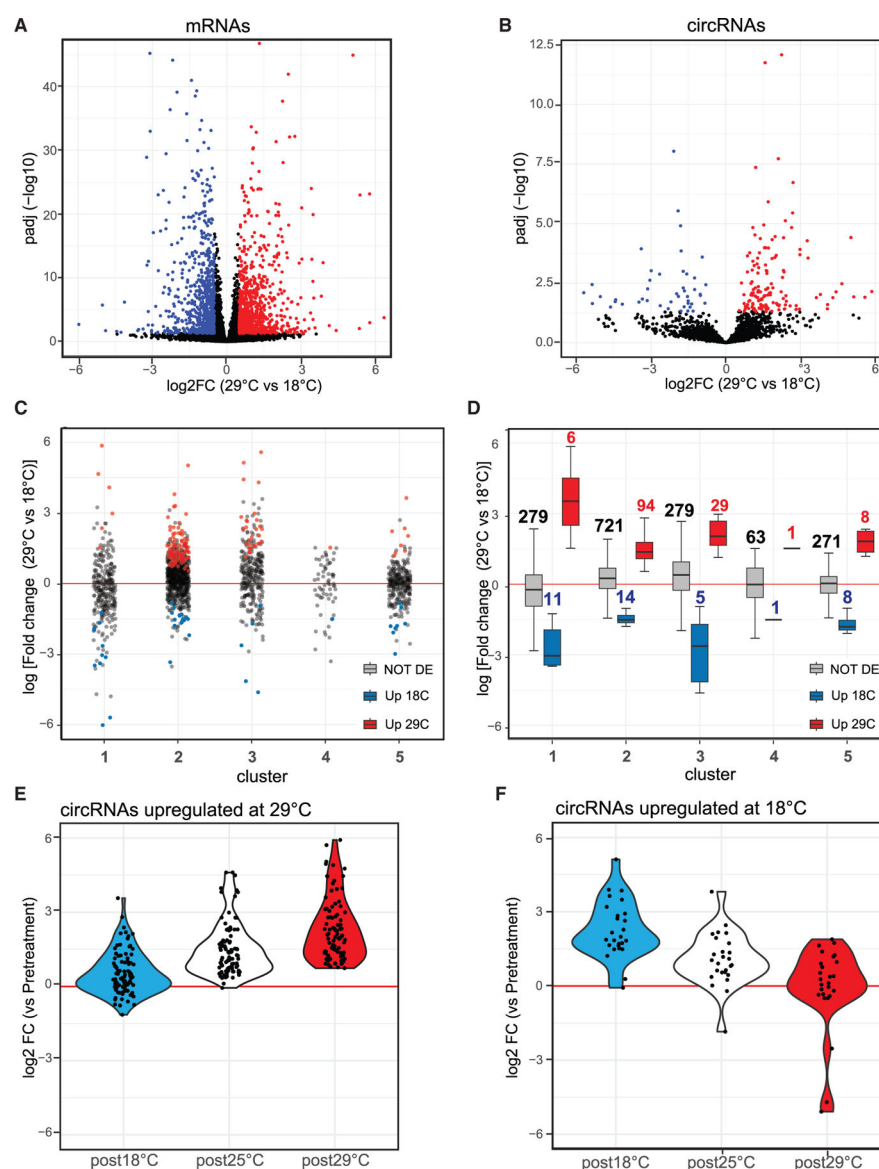 A
mRNAs
40
30
20
10
0
padj (−log10)
−6
−3
0
3
6
log2FC (29°C vs 18°C)
B
circRNAs
12.5
10.0
7.5
5.0
2.5
0.0
padj (−log10)
−6
−3
0
3
6
log2FC (29°C vs 18°C)
C
6
3
0
−3
−6
log [Fold change (29°C vs 18°C)]
NOT DE
Up 18C
Up 29C
1
2
3
4
5
cluster
D
6
3
0
−3
−6
log [Fold change (29°C vs 18°C)]
6
94
29
1
8
279
721
279
63
271
11
14
5
1
8
NOT DE
Up 18C
Up 29C
1
2
3
4
5
cluster
E
circRNAs upregulated at 29°C
6
3
0
−3
−6
log2 FC (vs Pretreatment)
post18°C
post25°C
post29°C
F
circRNAs upregulated at 18°C
6
3
0
−3
−6
log2 FC (vs Pretreatment)
post18°C
post25°C
post29°C